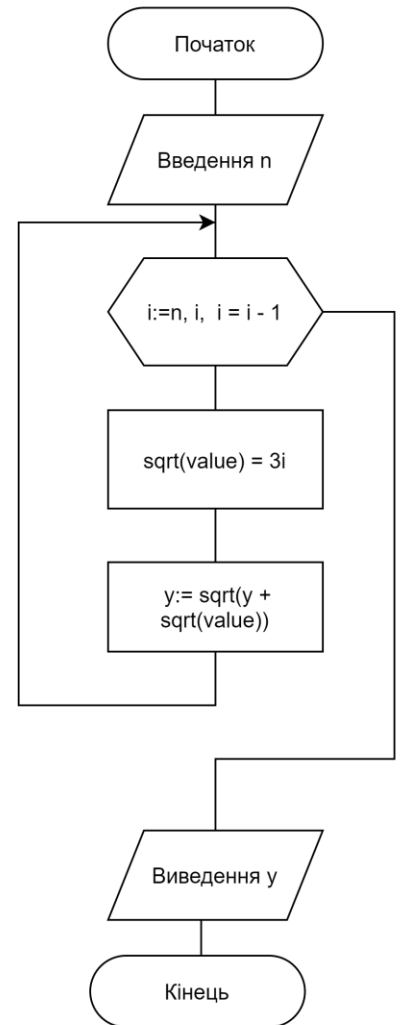 Початок
Введення n
i:=n, i,  i = i - 1
sqrt(value) = 3i
y:= sqrt(y +
sqrt(value))
Виведення y
Кінець